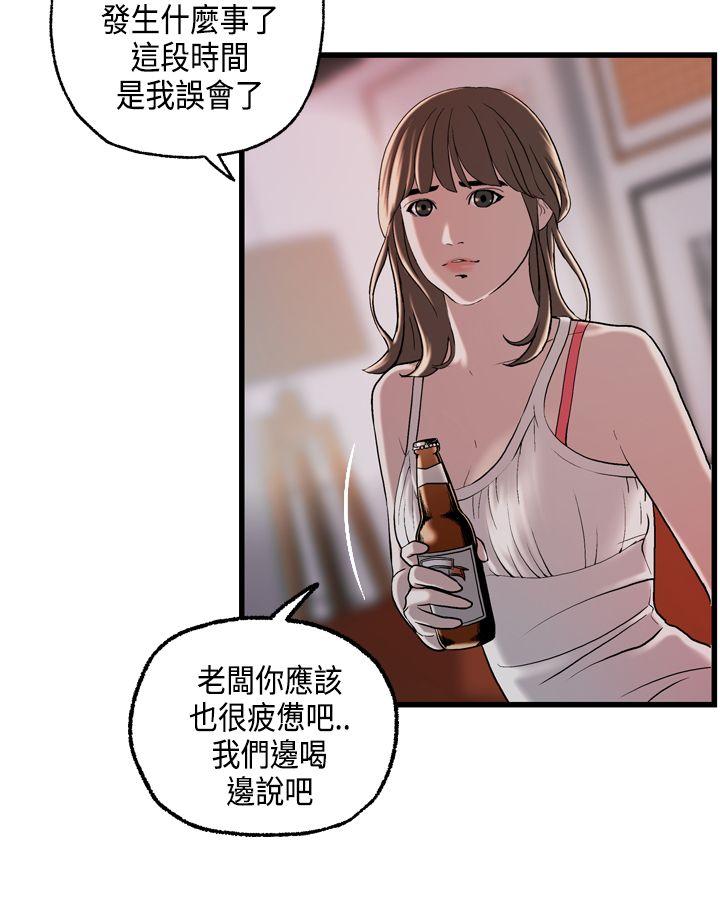 發生什麼事了
這段時間
是我誤會了
老闆你應該
也很疲憊吧..
我們邊喝
邊說吧